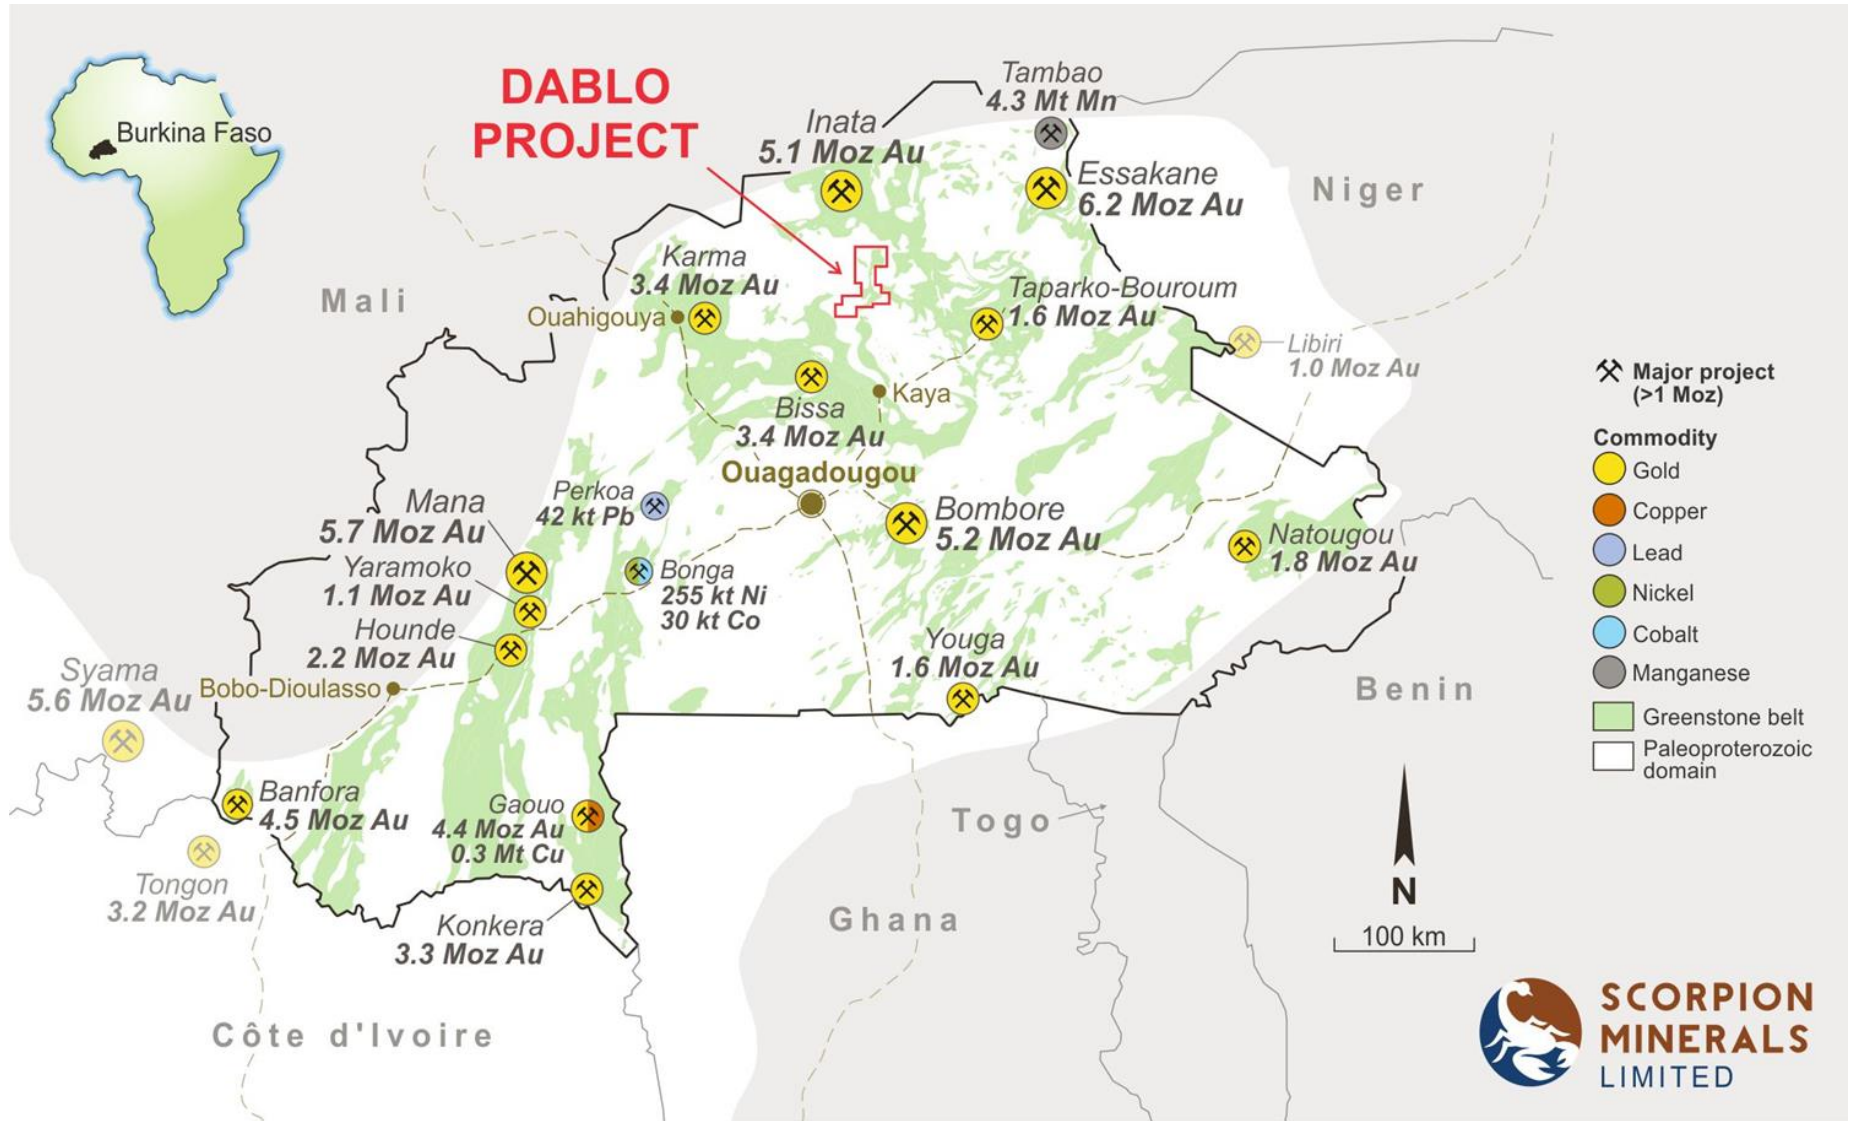 Burkina Faso
DABLO
PROJECT
Inata
5.1 Moz Au
Tambao
4.3 Mt Mn
Essakane
6.2 Moz Au
Niger
Mali
Karma
3.4 Moz Au
Ouahigouya
Taparko-Bouroum
1.6 Moz Au
Libiri
1.0 Moz Au
Kaya
Bissa
3.4 Moz Au
Ouagadougou
Perkoa
42 kt Pb
Mana
5.7 Moz Au
Bombore
5.2 Moz Au
Natougou
1.8 Moz Au
Yaramoko
1.1 Moz Au
Bonga
255 kt Ni
30 kt Co
Hounde
2.2 Moz Au
Youga
1.6 Moz Au
Syama
5.6 Moz Au
Bobo-Dioulasso
Benin
Banfora
4.5 Moz Au
Gaouo
4.4 Moz Au
0.3 Mt Cu
Togo
Tongon
3.2 Moz Au
Konkera
3.3 Moz Au
Ghana
Côte d'Ivoire
Major project
(>1 Moz)
Commodity
Gold
Copper
Lead
Nickel
Cobalt
Manganese
Greenstone belt
Paleoproterozoic
domain
N
100 km
SCORPION
MINERALS
LIMITED